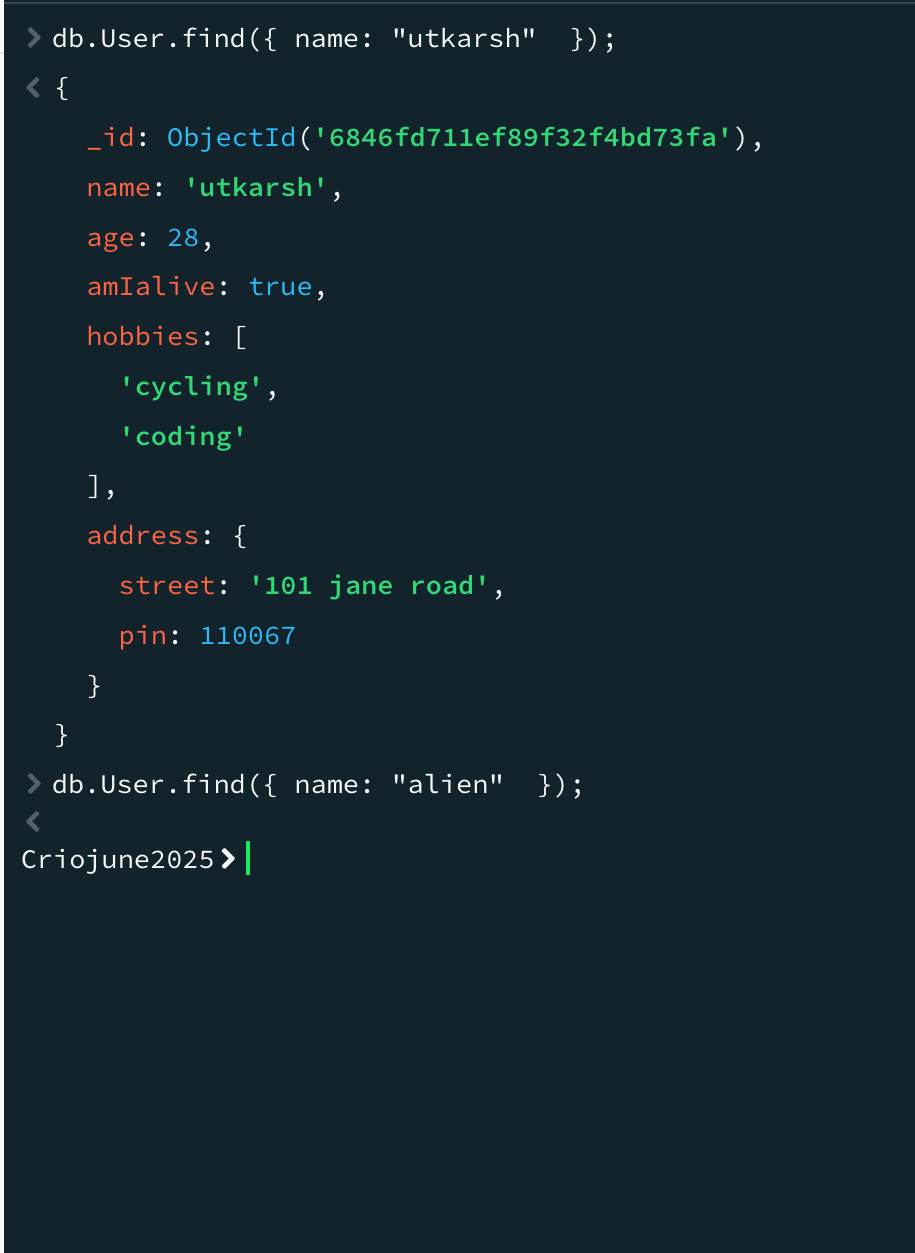 > db.User.find({ name: "utkarsh"  });
< {
    _id: ObjectId('6846fd711ef89f32f4bd73fa'),
    name: 'utkarsh',
    age: 28,
    amIalive: true,
    hobbies: [
      'cycling',
      'coding'
    ],
    address: {
      street: '101 jane road',
      pin: 110067
    }
  }
> db.User.find({ name: "alien"  });
<
Criojune2025>